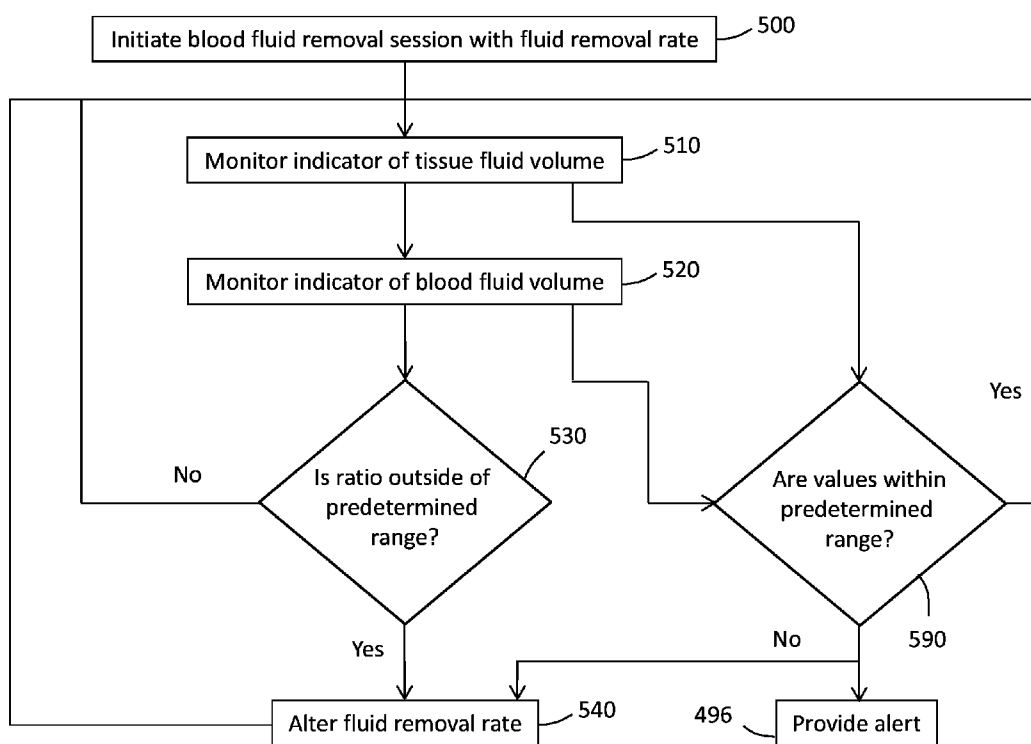 Initiate blood fluid removal session with fluid removal rate
500
Monitor indicator of tissue fluid volume
510
Monitor indicator of blood fluid volume
520
Yes
530
No
Is ratio outside of
predetermined
range?
Are values within
predetermined
range?
590
Yes
No
Alter fluid removal rate
540
496
Provide alert